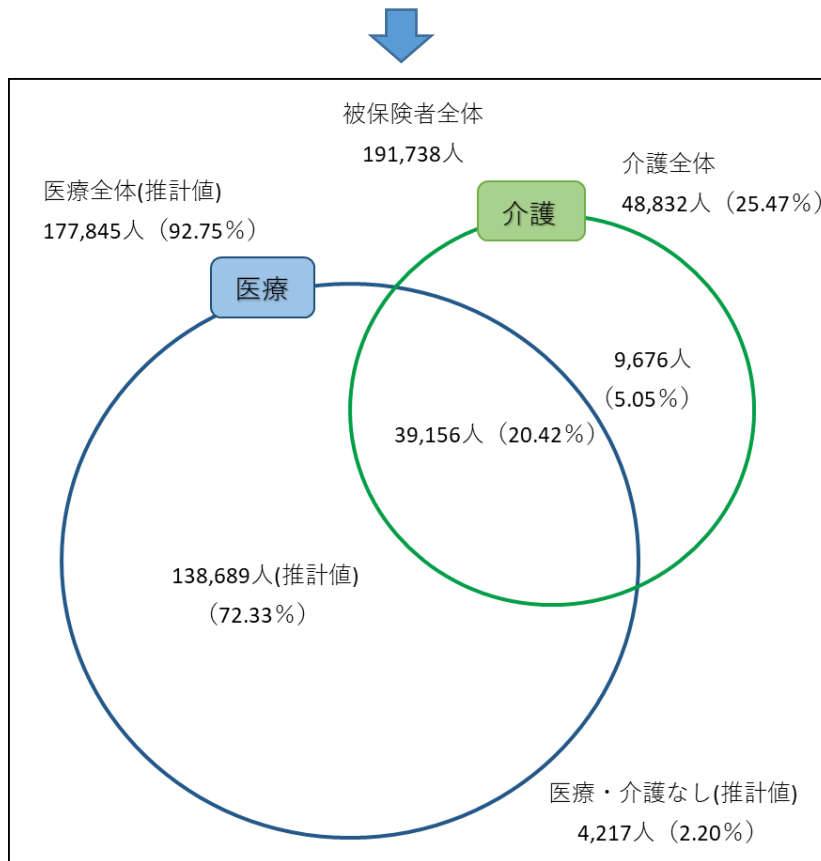 被保険者全体
191,738人
介護全体
48,832人（25.47％）
医療全体(推計値)
177,845人（92.75％）
介護
医療
9,676人
（5.05％）
39,156人（20.42％）
138,689人(推計値)
（72.33％）
医療・介護なし(推計値)
4,217人（2.20％）